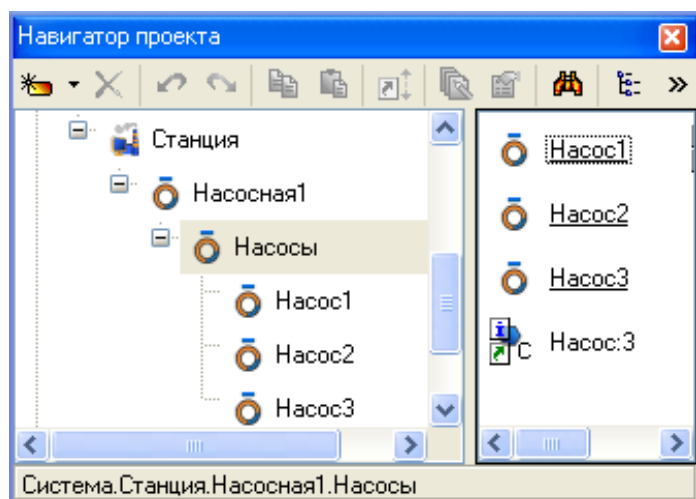 Навигатор проекта
Станция
Насосная1
Насосы
Насос1
Насос2
Насос3
Насос1
Насос2
Насос3
C Насос:3
Система.Станция.Насосная1.Насосы